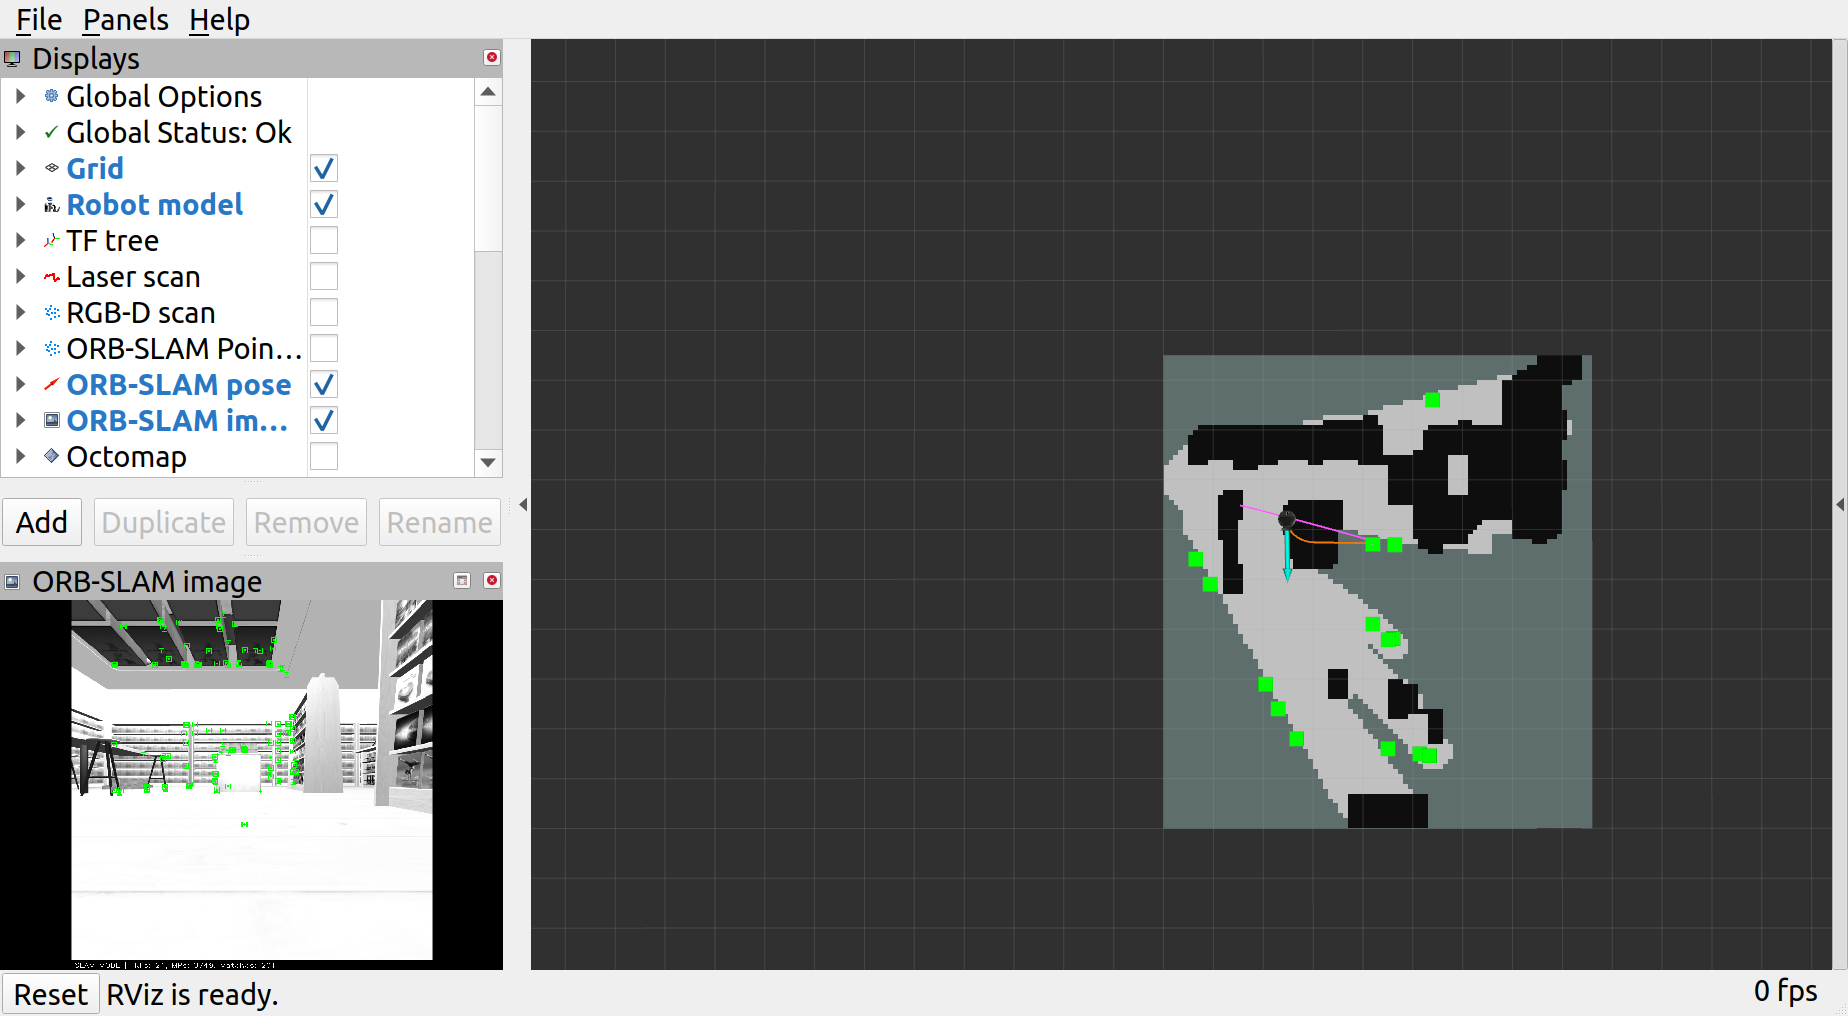 File Panels Help
Displays
Global Options
Global Status: Ok
Grid
Robot model
TF tree
Laser scan
RGB-D scan
ORB-SLAM Poin...
ORB-SLAM pose
ORB-SLAM im...
Octomap
Add Duplicate Remove Rename
ORB-SLAM image
SLAM MODE |
Reset RViz is ready. 0 fps